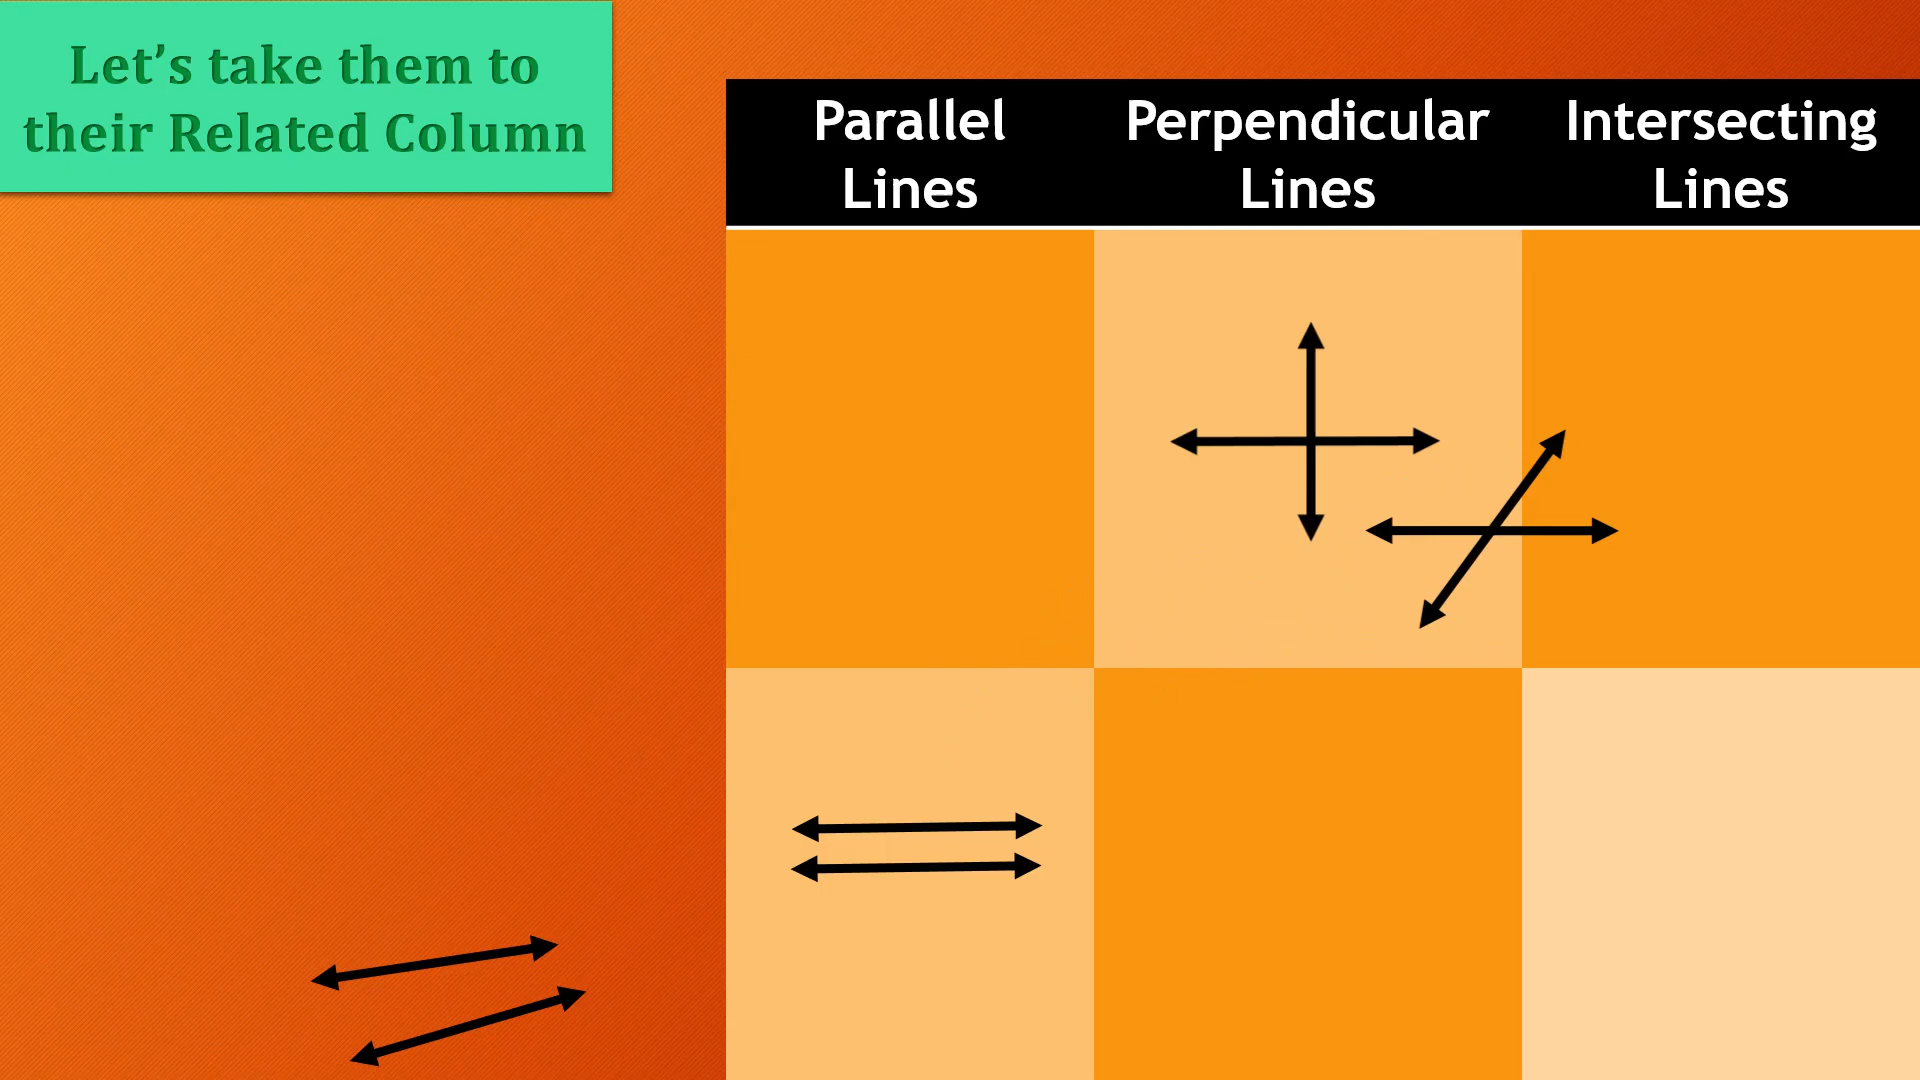 Let’s take them to
their Related Column
Parallel
Lines
Perpendicular
Lines
Intersecting
Lines